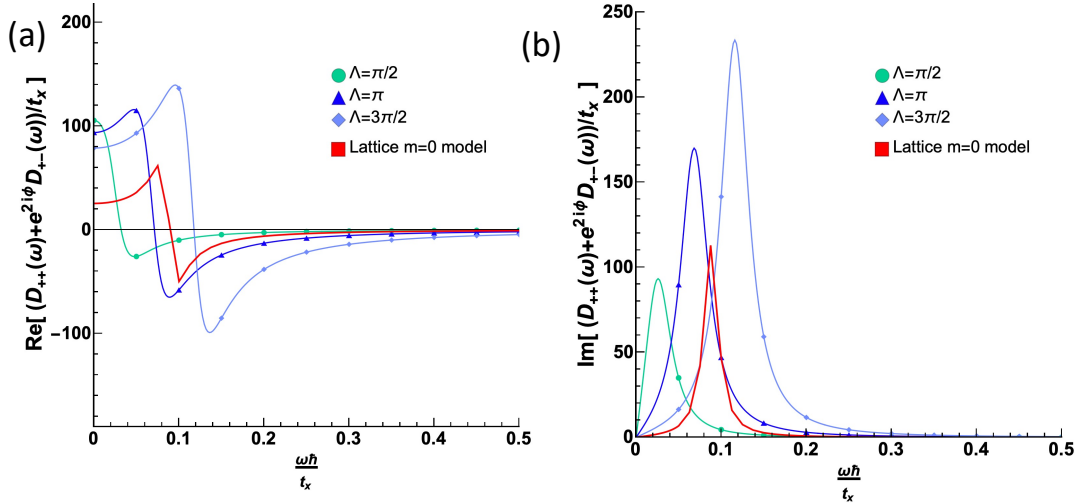 (a)
Re[ (D₊₊(ω)+e^{2iϕ}D₊₋(ω))/tₓ ]
200
100
0
−100
Λ=π/2
Λ=π
Λ=3π/2
Lattice m=0 model
0 0.1 0.2 0.3 0.4 0.5
ωħ
tₓ
(b)
Im[ (D₊₊(ω)+e^{2iϕ}D₊₋(ω))/tₓ ]
250
200
150
100
50
0
Λ=π/2
Λ=π
Λ=3π/2
Lattice m=0 model
0 0.1 0.2 0.3 0.4 0.5
ωħ
tₓ